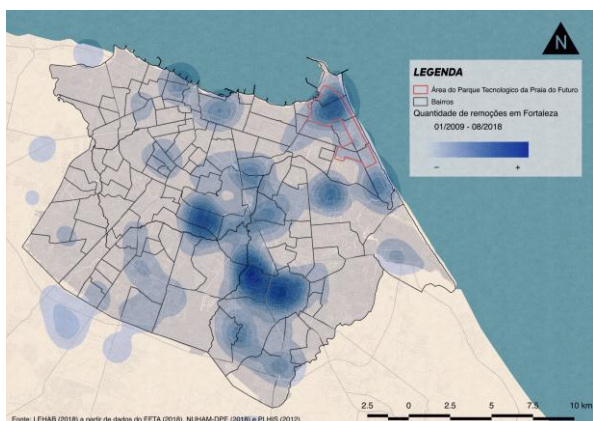 N
LEGENDA
Área do Parque Tecnologico da Praia do Futuro
Bairros
Quantidade de remoções em Fortaleza
01/2009 - 08/2018
− +
2.5 0 2.5 5 7.5 10 km
Fonte: LEHAB (2018) a partir de dados do EFTA (2018), NUHAM-DPE (2018) e PLHIS (2012)